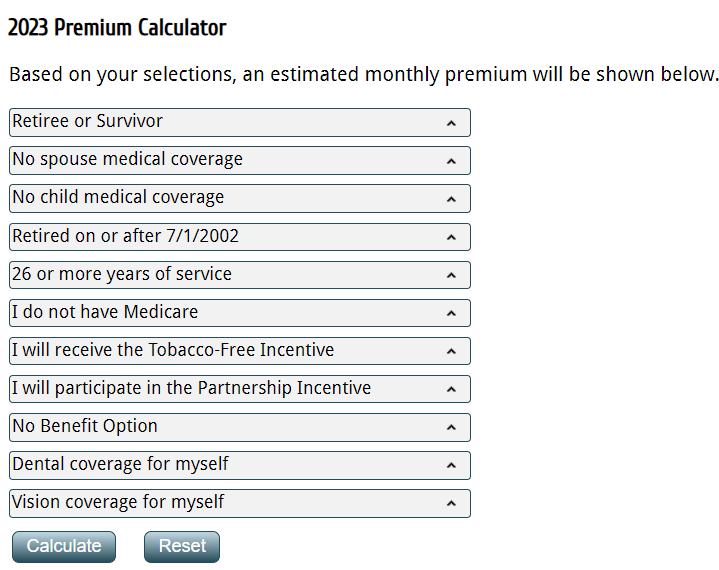 2023 Premium Calculator
Based on your selections, an estimated monthly premium will be shown below.
Retiree or Survivor
No spouse medical coverage
No child medical coverage
Retired on or after 7/1/2002
26 or more years of service
I do not have Medicare
I will receive the Tobacco-Free Incentive
I will participate in the Partnership Incentive
No Benefit Option
Dental coverage for myself
Vision coverage for myself
Calculate Reset